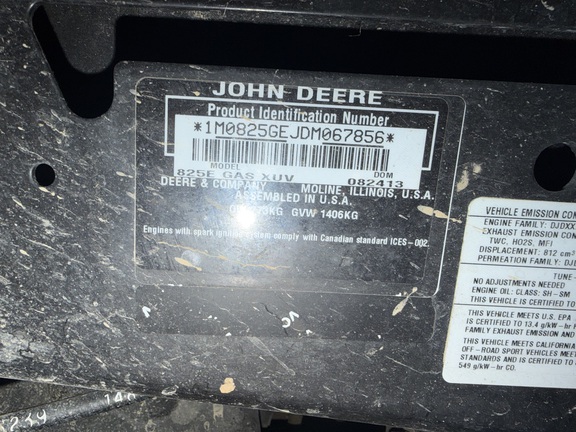 JOHN DEERE
Product Identification Number
*1M0825GEJDM067856*
MODEL DOM
825E GAS XUV 082413
DEERE & COMPANY MOLINE, ILLINOIS, U.S.A.
ASSEMBLED IN U.S.A.
GVW 1406KG
Engines with spark ignition system comply with Canadian standard ICES-002.
VEHICLE EMISSION CON
ENGINE FAMILY: DJDXX
EXHAUST EMISSION CON
TWC, HO2S, MFI
DISPLACEMENT: 812 cm³
PERMEATION FAMILY: DJ
TUNE-
NO ADJUSTMENTS NEEDED
ENGINE OIL: CLASS: SH-SM
THIS VEHICLE IS CERTIFIED TO
THIS VEHICLE MEETS U.S. EPA
IS CERTIFIED TO 13.4 g/kW-hr
FAMILY EXHAUST EMISSION AND
THIS VEHICLE MEETS CALIFORNIA
OFF-ROAD SPORT VEHICLES MEET
STANDARDS AND IS CERTIFIED TO
549 g/kW-hr CO.